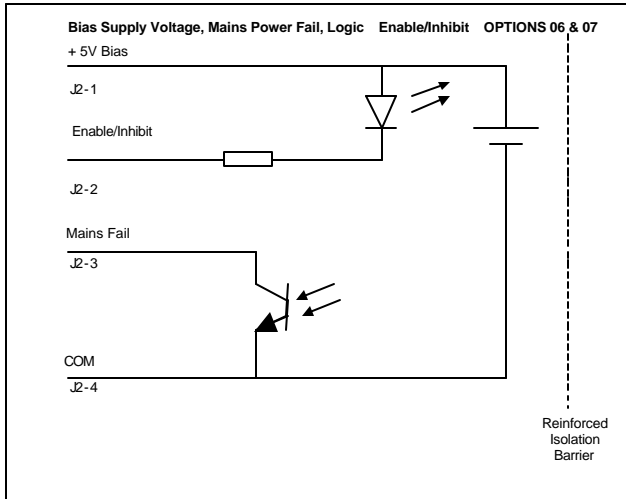 Bias Supply Voltage, Mains Power Fail, Logic Enable/Inhibit OPTIONS 06 & 07
+ 5V Bias
J2-1
Enable/Inhibit
J2-2
Mains Fail
J2-3
COM
J2-4
Reinforced
Isolation
Barrier